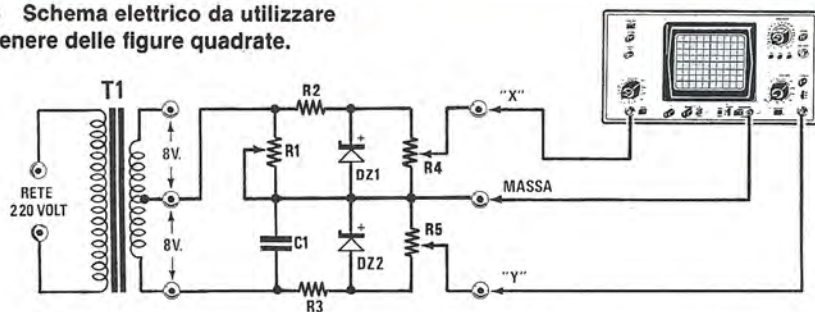 Schema elettrico da utilizzare
enere delle figure quadrate.
T1
RETE
220 VOLT
8V.
8V.
R1
R2
C1
R3
DZ1
+
DZ2
+
R4
R5
"X"
MASSA
"Y"